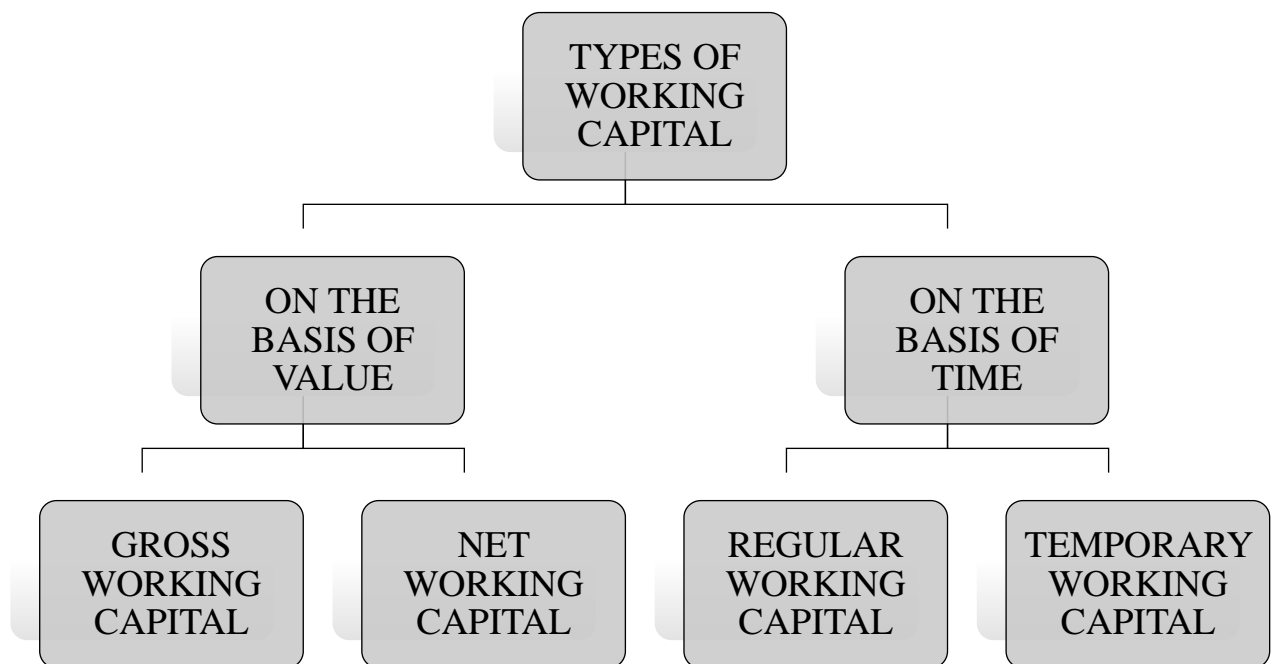 TYPES OF
WORKING
CAPITAL
ON THE
BASIS OF
VALUE
ON THE
BASIS OF
TIME
GROSS
WORKING
CAPITAL
NET
WORKING
CAPITAL
REGULAR
WORKING
CAPITAL
TEMPORARY
WORKING
CAPITAL